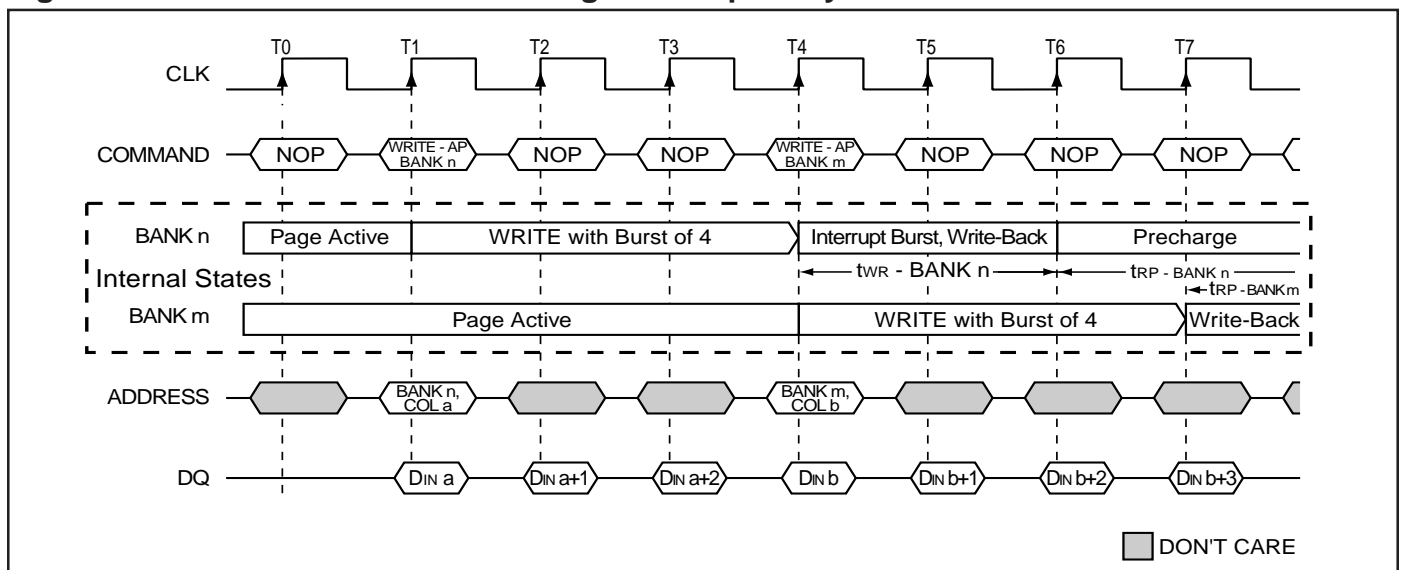 T0 T1 T2 T3 T4 T5 T6 T7
CLK
COMMAND NOP WRITE - AP BANK n NOP NOP WRITE - AP BANK m NOP NOP NOP
BANK n Page Active WRITE with Burst of 4 Interrupt Burst, Write-Back Precharge
Internal States tWR - BANK n tRP - BANK n
tRP - BANK m
BANK m Page Active WRITE with Burst of 4 Write-Back
ADDRESS BANK n, COL a BANK m, COL b
DQ DIN a DIN a+1 DIN a+2 DIN b DIN b+1 DIN b+2 DIN b+3
DON'T CARE